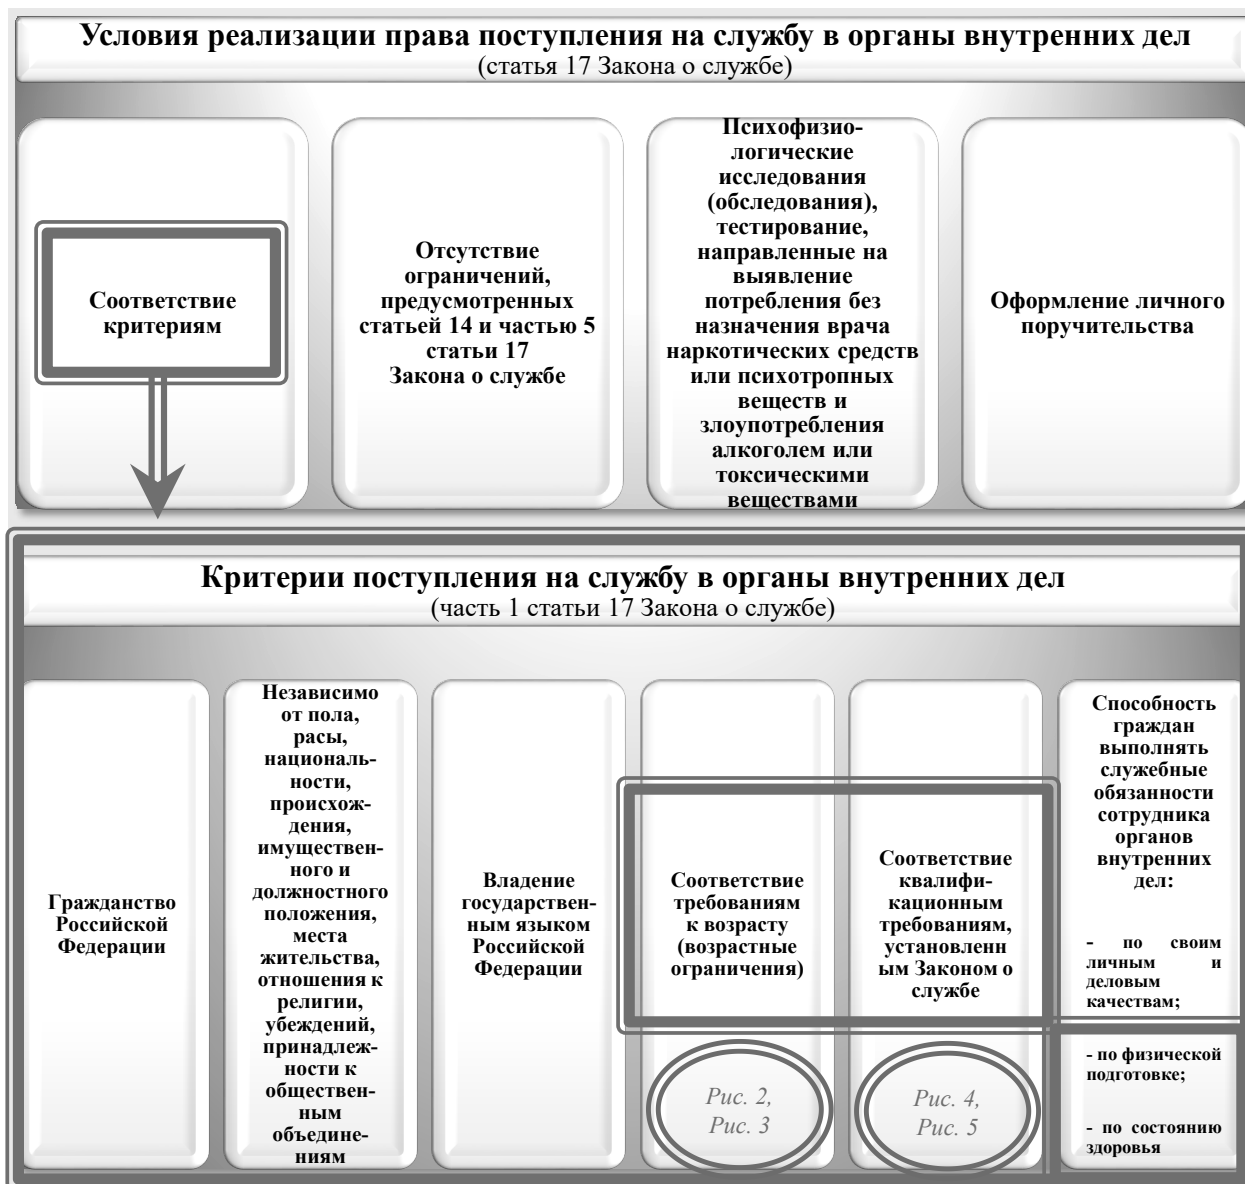 Условия реализации права поступления на службу в органы внутренних дел
(статья 17 Закона о службе)
Соответствие
критериям
Отсутствие
ограничений,
предусмотренных
статьей 14 и частью 5
статьи 17
Закона о службе
Психофизио-
логические
исследования
(обследования),
тестирование,
направленные на
выявление
потребления без
назначения врача
наркотических средств
или психотропных
веществ и
злоупотребления
алкоголем или
токсическими
веществами
Оформление личного
поручительства
Критерии поступления на службу в органы внутренних дел
(часть 1 статьи 17 Закона о службе)
Гражданство
Российской
Федерации
Независимо
от пола,
расы,
националь-
ности,
происхож-
дения,
имуществен-
ного и
должностного
положения,
места
жительства,
отношения к
религии,
убеждений,
принадлеж-
ности к
обществен-
ным
объедине-
ниям
Владение
государствен-
ным языком
Российской
Федерации
Соответствие
требованиям
к возрасту
(возрастные
ограничения)
Рис. 2,
Рис. 3
Соответствие
квалифи-
кационным
требованиям,
установленн
ым Законом о
службе
Рис. 4,
Рис. 5
Способность
граждан
выполнять
служебные
обязанности
сотрудника
органов
внутренних
дел:
- по своим
личным и
деловым
качествам;
- по физической
подготовке;
- по состоянию
здоровья